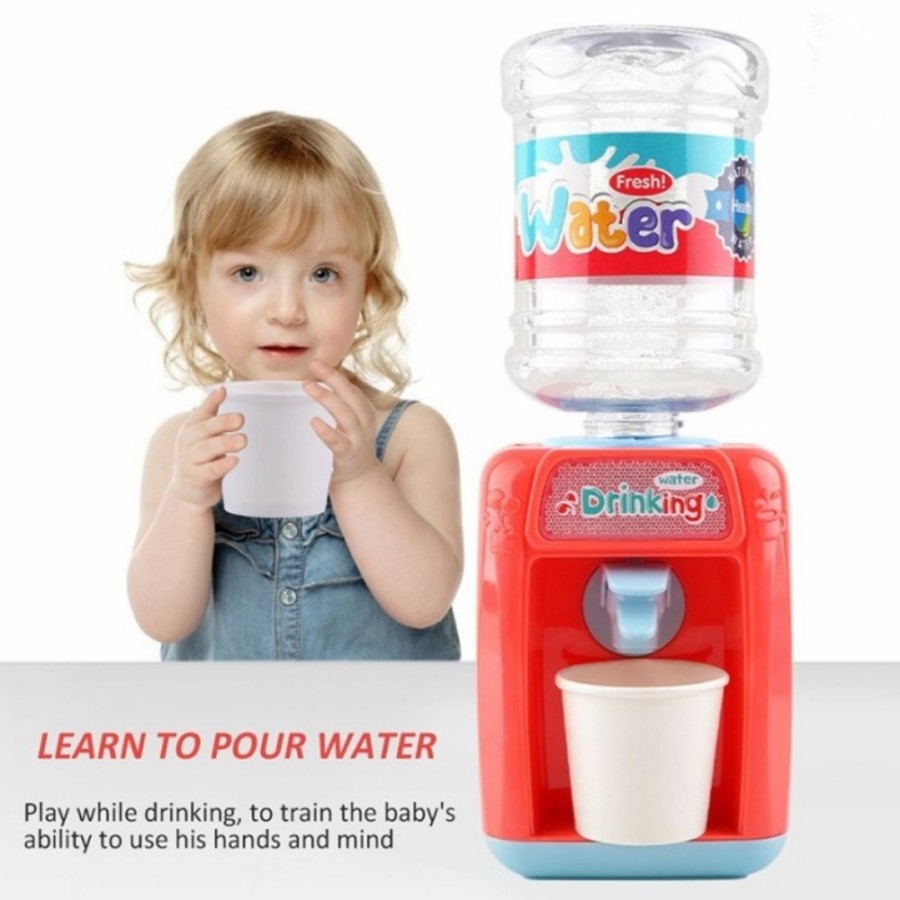 Fresh!
Water
Health
water
Drinking
LEARN TO POUR WATER
Play while drinking, to train the baby's
ability to use his hands and mind